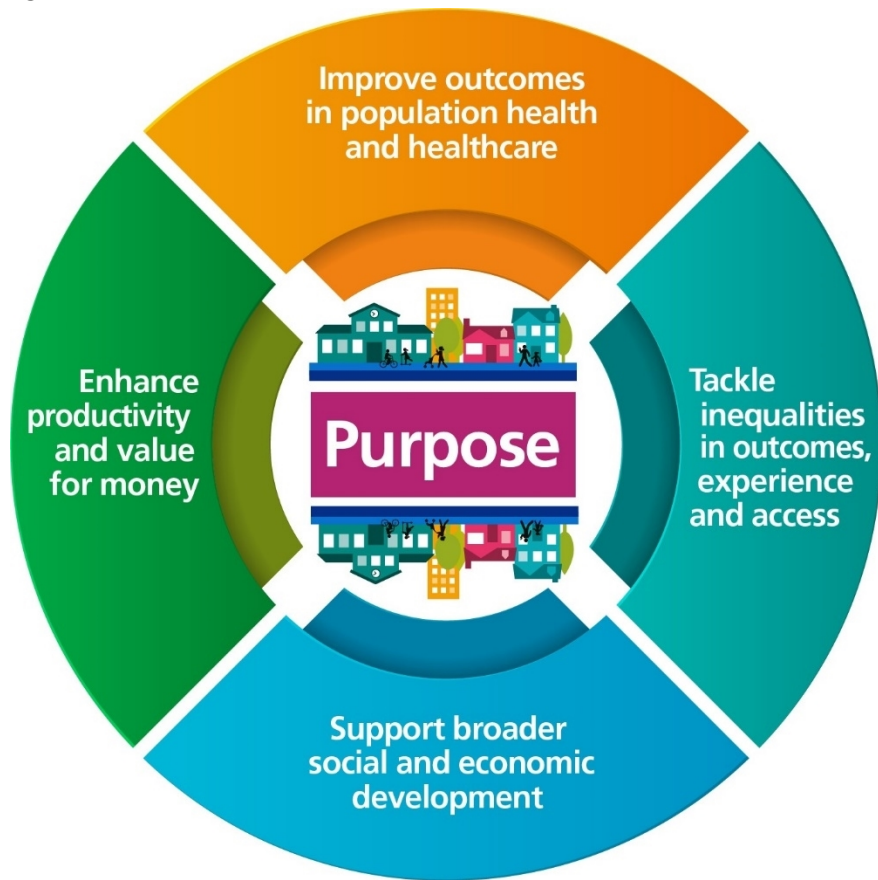 Improve outcomes
in population health
and healthcare
Enhance
productivity
and value
for money
Purpose
Tackle
inequalities
in outcomes,
experience
and access
Support broader
social and economic
development